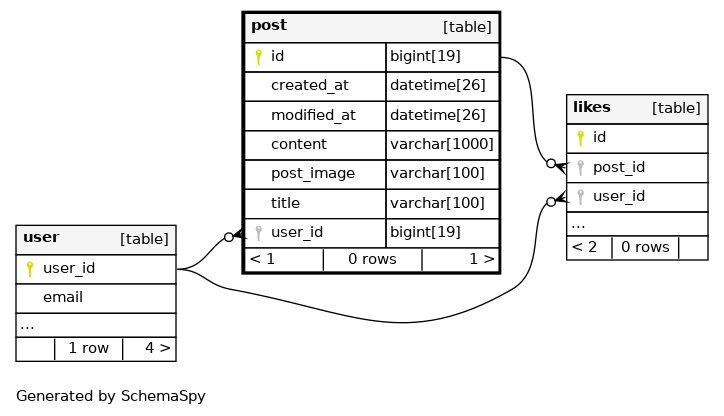 post [table]
id bigint[19]
created_at datetime[26]
modified_at datetime[26]
content varchar[1000]
post_image varchar[100]
title varchar[100]
user_id bigint[19]
< 1 0 rows 1 >
likes [table]
id
post_id
user_id
...
< 2 0 rows
user [table]
user_id
email
...
1 row 4 >
Generated by SchemaSpy